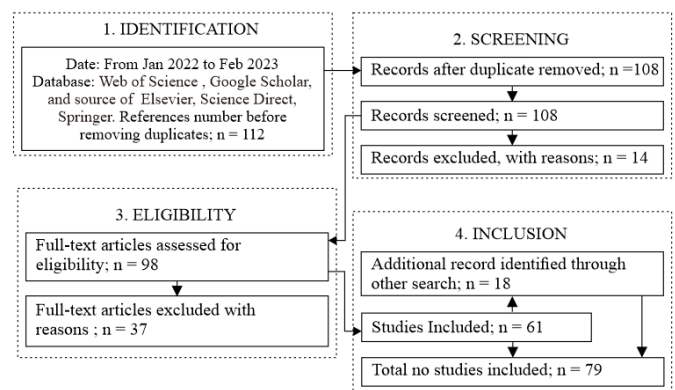 1. IDENTIFICATION
Date: From Jan 2022 to Feb 2023
Database: Web of Science , Google Scholar,
and source of Elsevier, Science Direct,
Springer. References number before
removing duplicates; n = 112
2. SCREENING
Records after duplicate removed; n =108
Records screened; n = 108
Records excluded, with reasons; n = 14
3. ELIGIBILITY
Full-text articles assessed for
eligibility; n = 98
Full-text articles excluded with
reasons ; n = 37
4. INCLUSION
Additional record identified through
other search; n = 18
Studies Included; n = 61
Total no studies included; n = 79